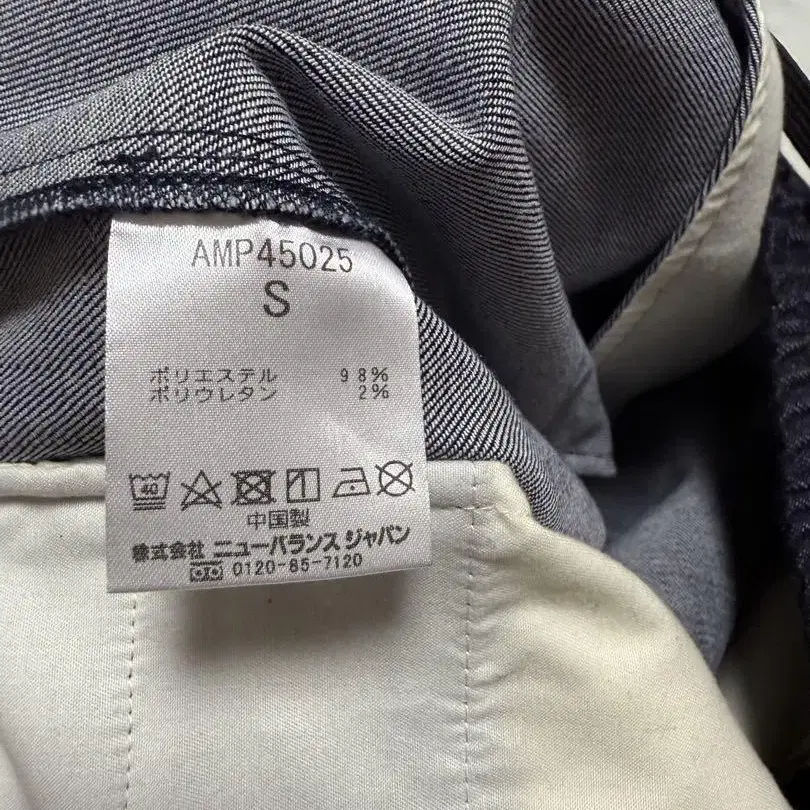 AMP45025
S
ポリエステル 98%
ポリウレタン 2%
40
中国製
株式会社 ニューバランス ジャパン
0120-85-7120